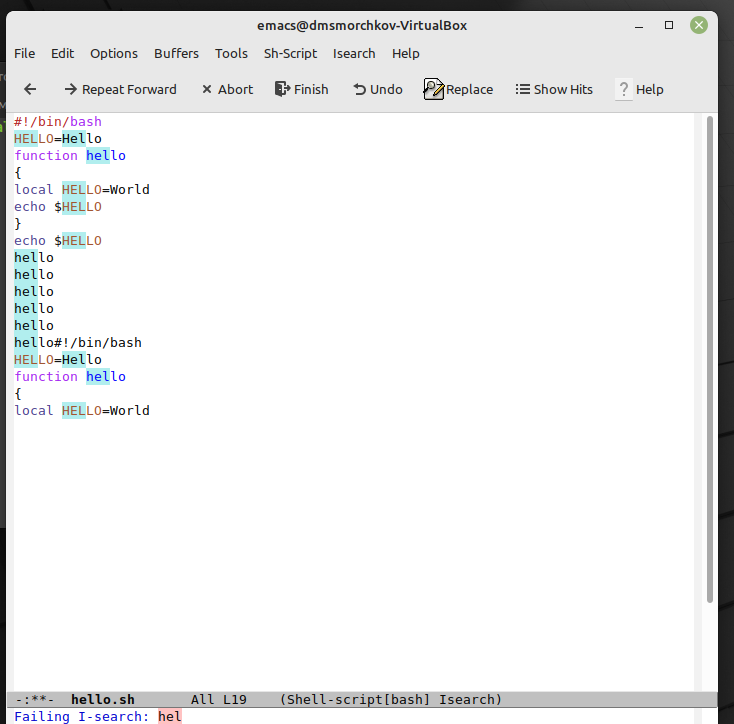 emacs@dmsmorchkov-VirtualBox
File Edit Options Buffers Tools Sh-Script Isearch Help
Repeat Forward Abort Finish Undo Replace Show Hits ? Help
#!/bin/bash
HELLO=Hello
function hello
{
local HELLO=World
echo $HELLO
}
echo $HELLO
hello
hello
hello
hello
hello
hello#!/bin/bash
HELLO=Hello
function hello
{
local HELLO=World
-:**-  hello.sh       All L19    (Shell-script[bash] Isearch)
Failing I-search: hel